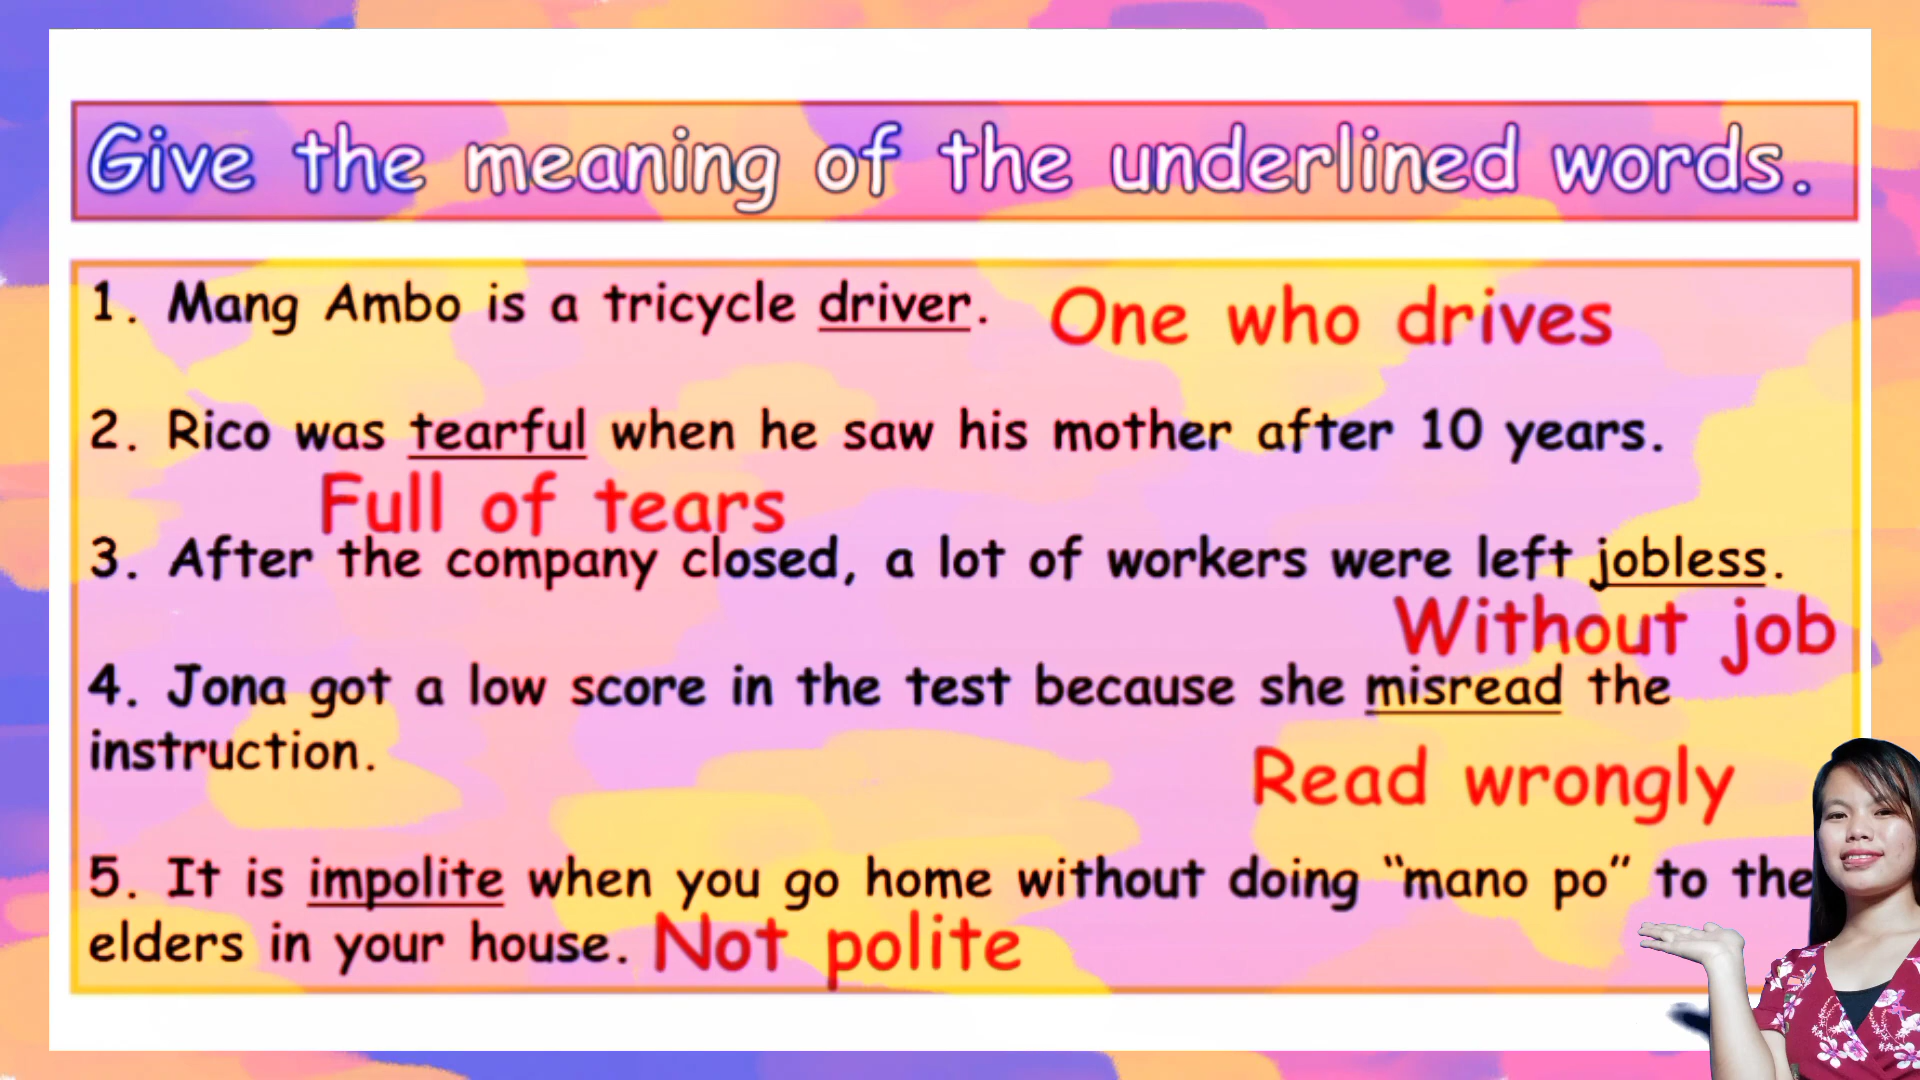 Give the meaning of the underlined words.
1. Mang Ambo is a tricycle driver. One who drives
2. Rico was tearful when he saw his mother after 10 years.
Full of tears
3. After the company closed, a lot of workers were left jobless.
Without job
4. Jona got a low score in the test because she misread the
instruction.
Read wrongly
5. It is impolite when you go home without doing “mano po” to the
elders in your house. Not polite